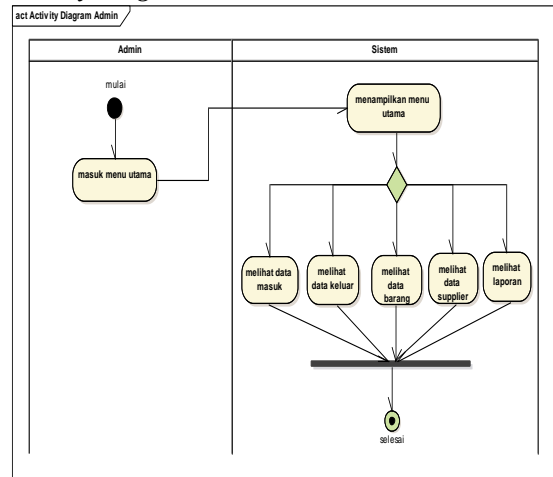 act Activity Diagram Admin
Admin
Sistem
mulai
menampilkan menu
utama
masuk menu utama
melihat data
masuk
melihat
data keluar
melihat
data
barang
melihat
data
supplier
melihat
laporan
selesai